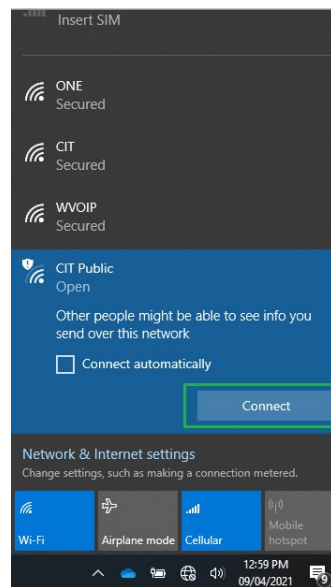 Insert SIM
ONE
Secured
CIT
Secured
WVOIP
Secured
CIT Public
Open
Other people might be able to see info you
send over this network
Connect automatically
Connect
Network & Internet settings
Change settings, such as making a connection metered.
Wi-Fi
Airplane mode
Cellular
Mobile
hotspot
12:59 PM
09/04/2021
9